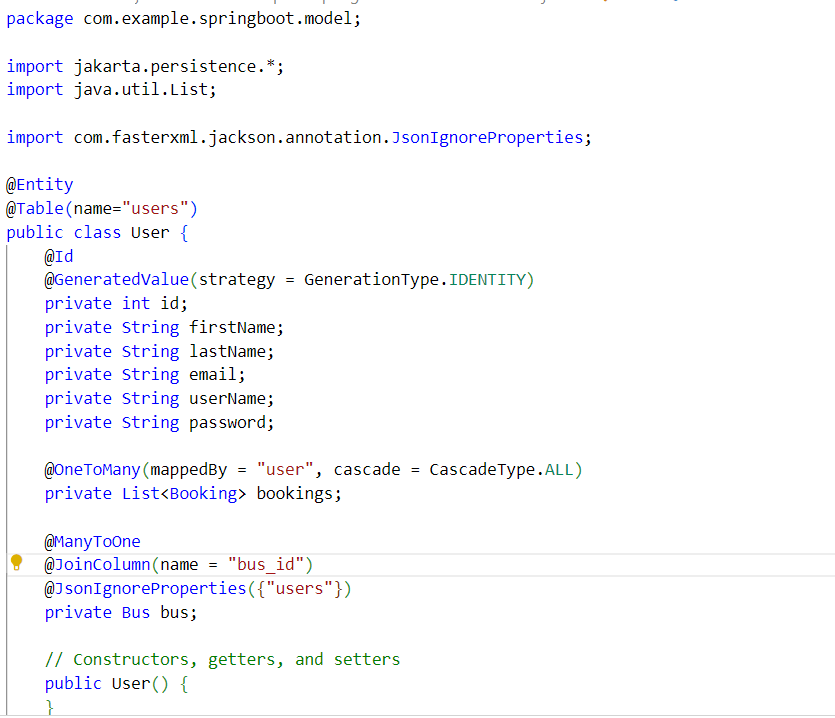 package com.example.springboot.model;
import jakarta.persistence.*;
import java.util.List;
import com.fasterxml.jackson.annotation.JsonIgnoreProperties;
@Entity
@Table(name="users")
public class User {
@Id
@GeneratedValue(strategy = GenerationType.IDENTITY)
private int id;
private String firstName;
private String lastName;
private String email;
private String userName;
private String password;
@OneToMany(mappedBy = "user", cascade = CascadeType.ALL)
private List<Booking> bookings;
@ManyToOne
@JoinColumn(name = "bus_id")
@JsonIgnoreProperties({"users"})
private Bus bus;
// Constructors, getters, and setters
public User() {
}